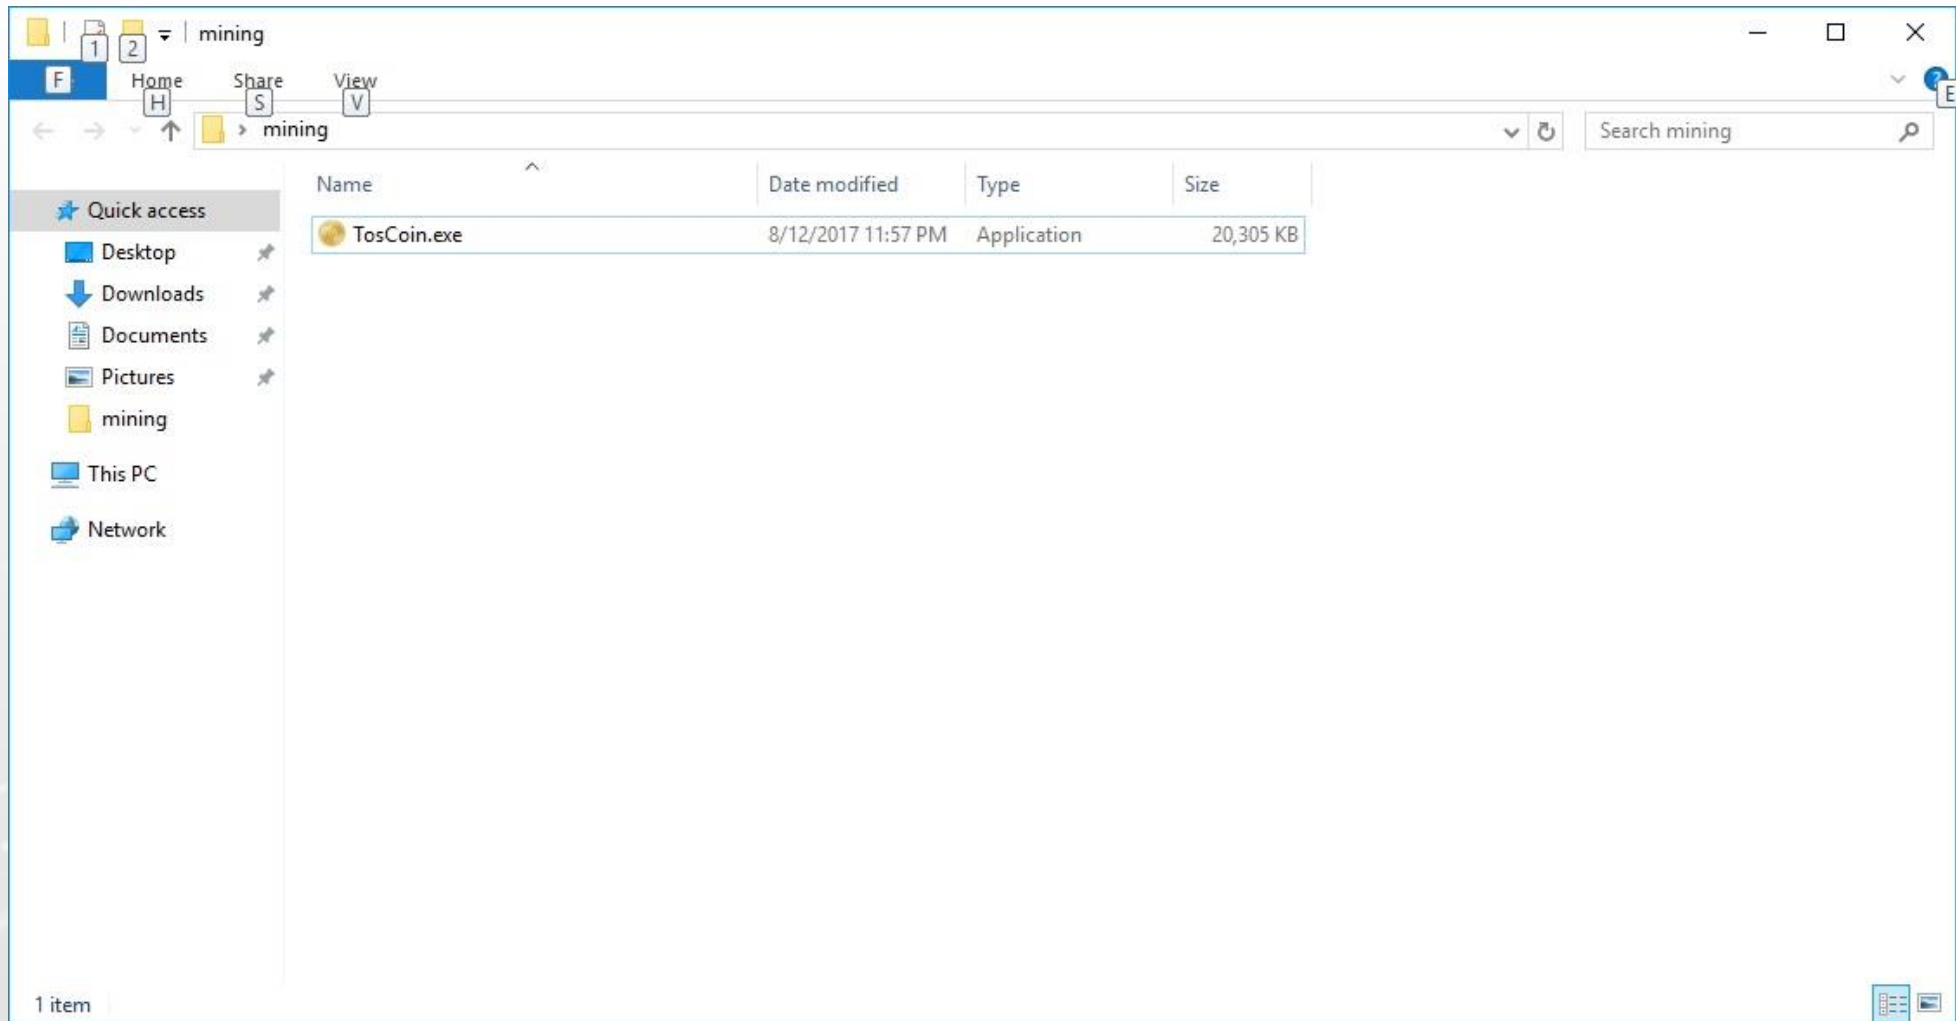 1 2 mining
F Home Share View
H S V E
mining Search mining
Name Date modified Type Size
Quick access
TosCoin.exe 8/12/2017 11:57 PM Application 20,305 KB
Desktop
Downloads
Documents
Pictures
mining
This PC
Network
1 item